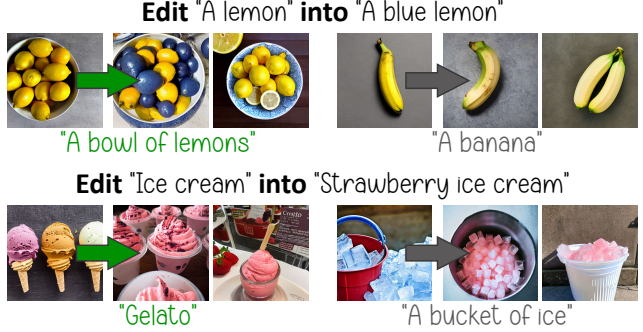 Edit "A lemon" into "A blue lemon"
"A bowl of lemons"
"A banana"
Edit "Ice cream" into "Strawberry ice cream"
"Gelato"
"A bucket of ice"